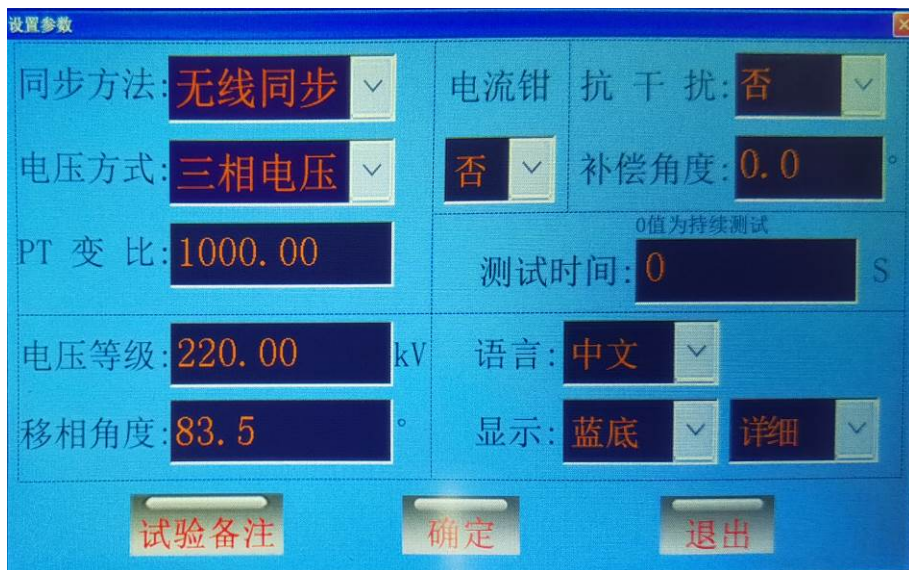 设置参数
同步方法:无线同步 电流钳 抗干扰:否
电压方式:三相电压 否 补偿角度:0.0°
0值为持续测试
PT 变比:1000.00 测试时间:0 S
电压等级:220.00 kV 语言:中文
移相角度:83.5° 显示:蓝底 详细
试验备注 确定 退出